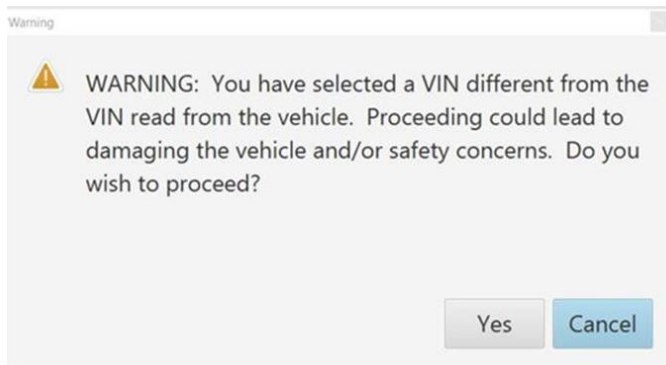 Warning
WARNING: You have selected a VIN different from the
VIN read from the vehicle. Proceeding could lead to
damaging the vehicle and/or safety concerns. Do you
wish to proceed?
Yes Cancel